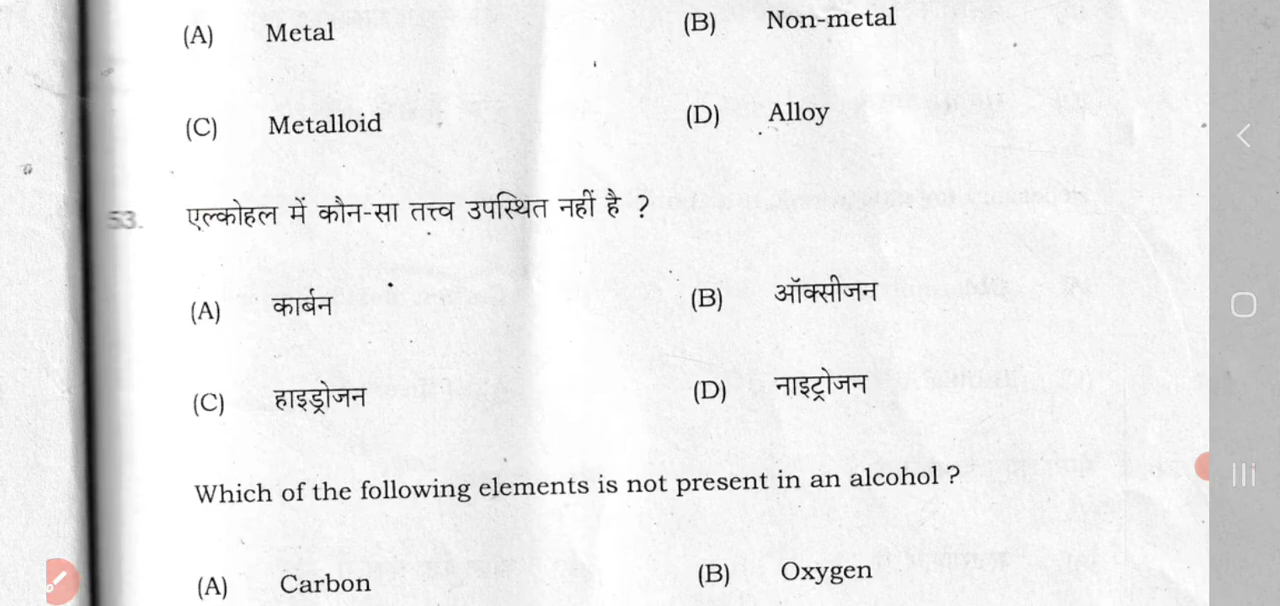 (A) Metal (B) Non-metal
(C) Metalloid (D) Alloy
53. एल्कोहल में कौन-सा तत्त्व उपस्थित नहीं है ?
(A) कार्बन (B) ऑक्सीजन
(C) हाइड्रोजन (D) नाइट्रोजन
Which of the following elements is not present in an alcohol ?
(A) Carbon (B) Oxygen